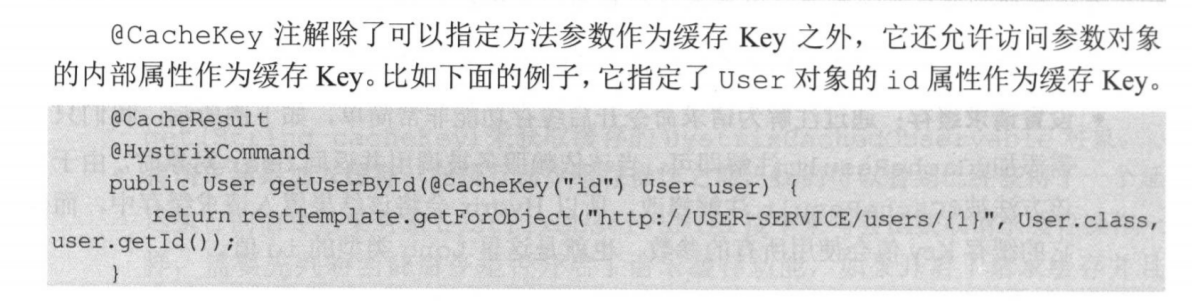 @CacheKey 注解除了可以指定方法参数作为缓存 Key 之外，它还允许访问参数对象
的内部属性作为缓存 Key。比如下面的例子，它指定了 User 对象的 id 属性作为缓存 Key。
@CacheResult
@HystrixCommand
public User getUserById(@CacheKey("id") User user) {
return restTemplate.getForObject("http://USER-SERVICE/users/{1}", User.class,
user.getId());
}